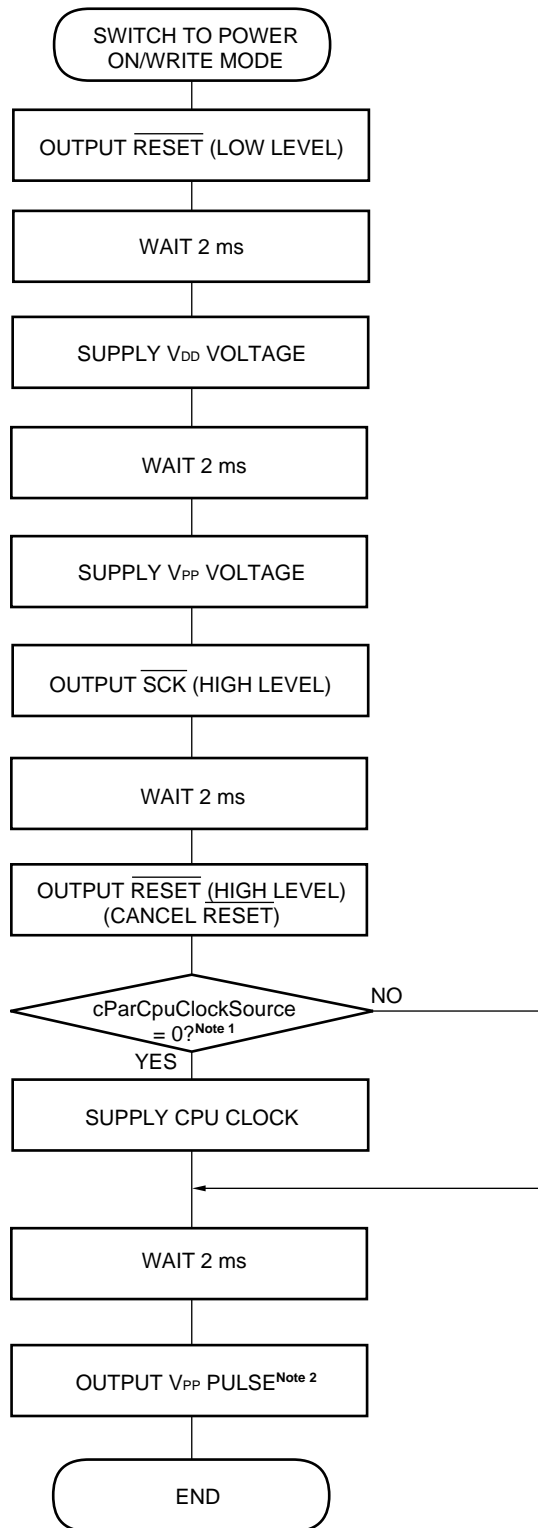 SWITCH TO POWER
ON/WRITE MODE
OUTPUT RESET (LOW LEVEL)
WAIT 2 ms
SUPPLY VDD VOLTAGE
WAIT 2 ms
SUPPLY VPP VOLTAGE
OUTPUT SCK (HIGH LEVEL)
WAIT 2 ms
OUTPUT RESET (HIGH LEVEL)
(CANCEL RESET)
cParCpuClockSource
= 0?Note 1
NO
YES
SUPPLY CPU CLOCK
WAIT 2 ms
OUTPUT VPP PULSENote 2
END